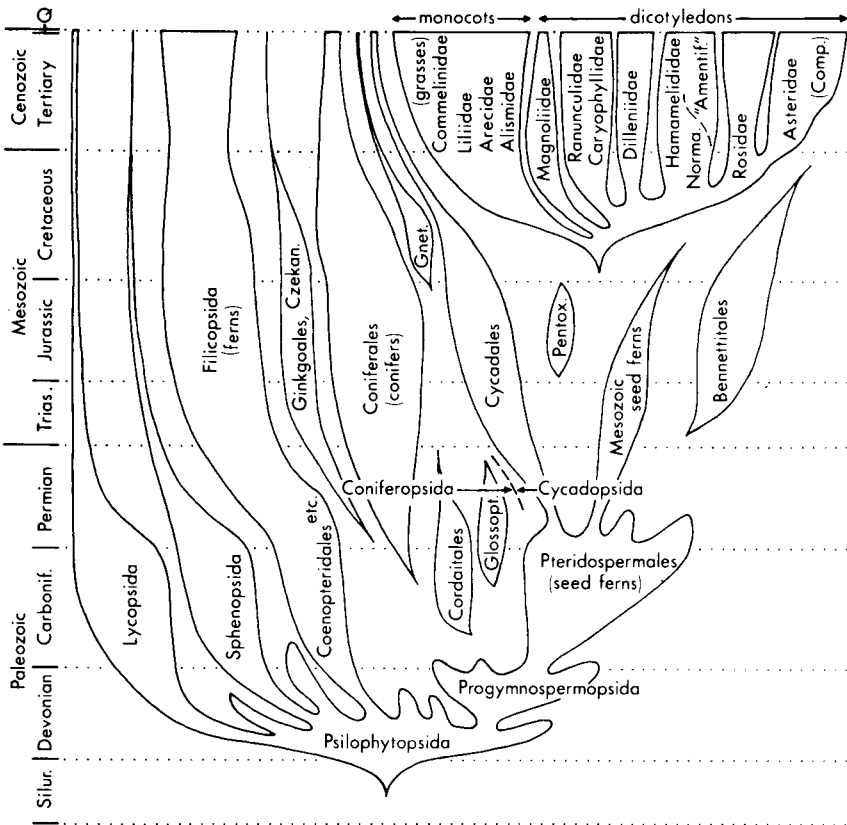 Q
monocots
dicotyledons
Cenozoic
Tertiary
Mesozoic
Cretaceous
Jurassic
Trias.
Paleozoic
Permian
Carbonif.
Devonian
Silur.
(grasses)
Commelinidae
Liliidae
Arecidae
Alismidae
Magnoliidae
Ranunculidae
Caryophyllidae
Dilleniidae
Hamamelididae
Norma. "Amentif."
Rosidae
Asteridae
(Comp.)
Filicopsida
(ferns)
Ginkgoales, Czekan.
Coniferales
(conifers)
Gnet.
Cycadales
Pentox.
Mesozoic
seed ferns
Bennettitales
Coniferopsida
Cycadopsida
Lycopsida
Sphenopsida
Coenopteridales
etc.
Cordaitales
Glossopt.
Pteridospermales
(seed ferns)
Progymnospermopsida
Psilophytopsida